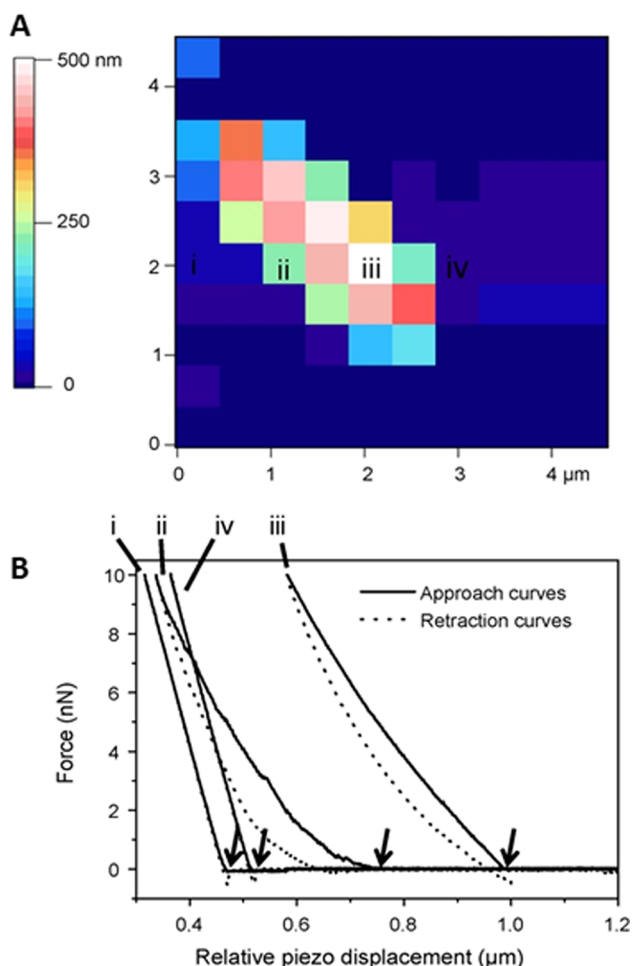 A
500 nm
250
0
4
3
2
1
0
i ii iii iv
0 1 2 3 4 µm
i ii iv iii
B
10
8
6
4
2
0
Approach curves
Retraction curves
Force (nN)
0.4 0.6 0.8 1.0 1.2
Relative piezo displacement (µm)